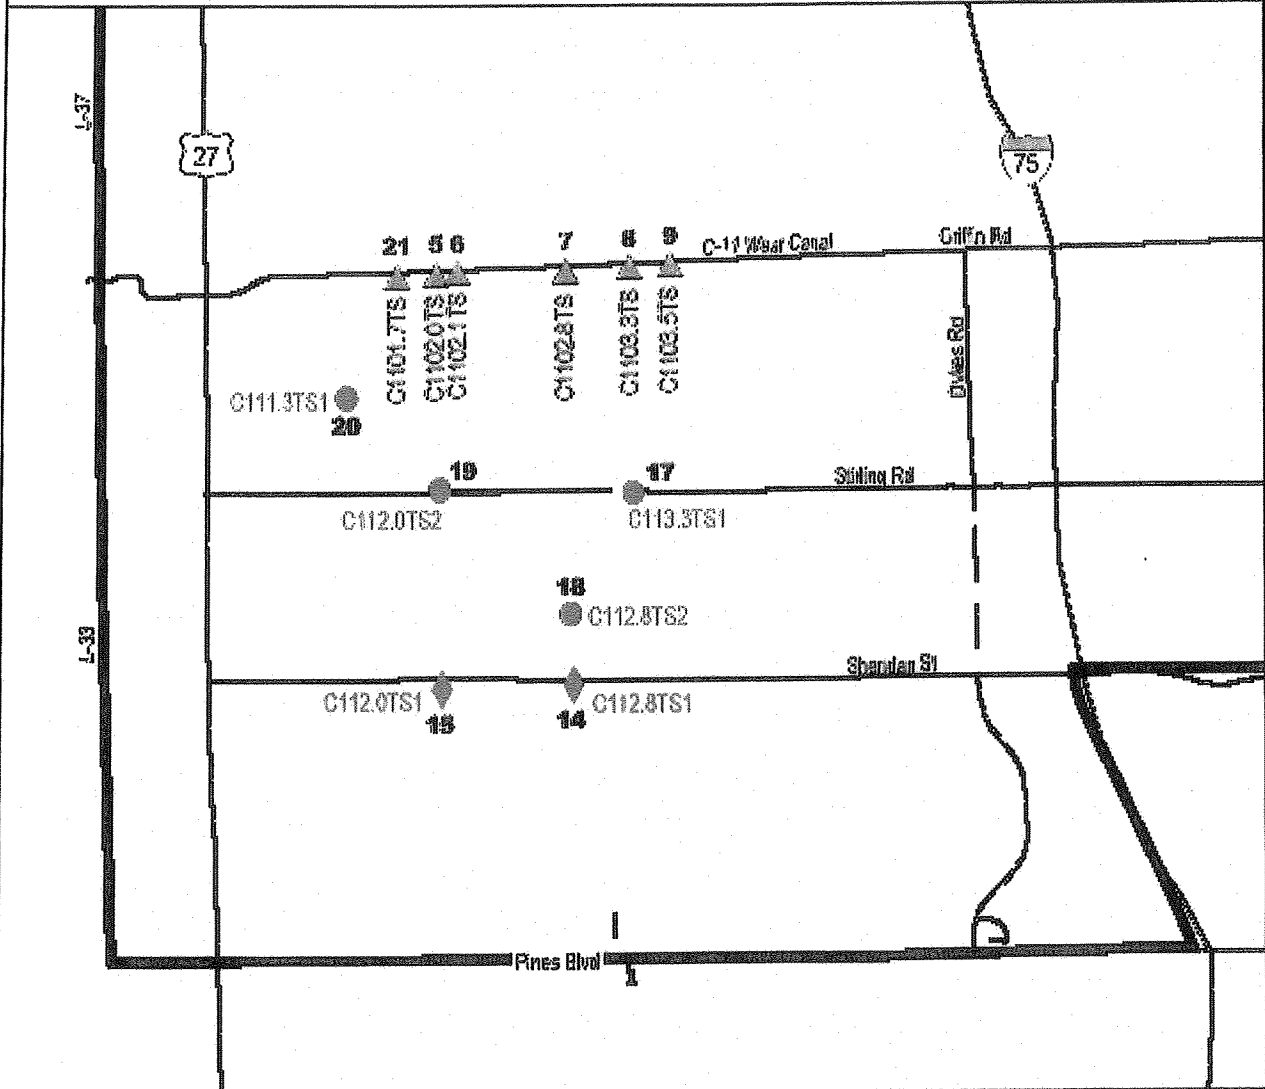 L-37
27
75
21
5
6
7
8
9
C-11 West Canal
Griffin Rd
C1101.7TS
C1102.0TS
C1102.1TS
C1102.8TS
C1103.3TS
C1103.5TS
Dykes Rd
C111.3TS1
20
19
17
Stirling Rd
C112.0TS2
C113.3TS1
18
C112.8TS2
L-33
Sheridan St
C112.0TS1
C112.8TS1
15
14
Pines Blvd